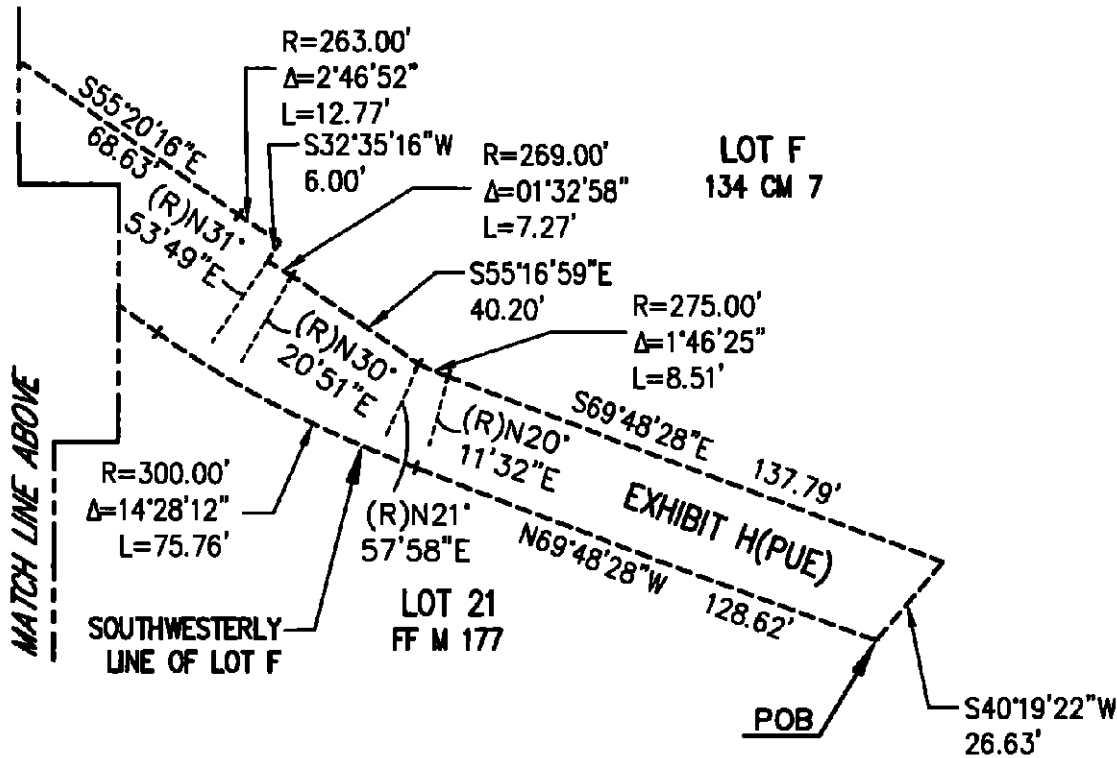 R=263.00'
Δ=2°46'52"
L=12.77'
S55°20'16"E
68.63'
S32°35'16"W
6.00'
R=269.00'
Δ=01°32'58"
L=7.27'
LOT F
134 CM 7
(R)N31°
53'49"E
S55°16'59"E
40.20'
R=275.00'
Δ=1°46'25"
L=8.51'
(R)N30°
20'51"E
S69°48'28"E 137.79'
(R)N20°
11'32"E
MATCH LINE ABOVE
R=300.00'
Δ=14°28'12"
L=75.76'
(R)N21°
57'58"E
EXHIBIT H(PUE)
N69°48'28"W 128.62'
SOUTHWESTERLY
LINE OF LOT F
LOT 21
FF M 177
POB
S40°19'22"W
26.63'